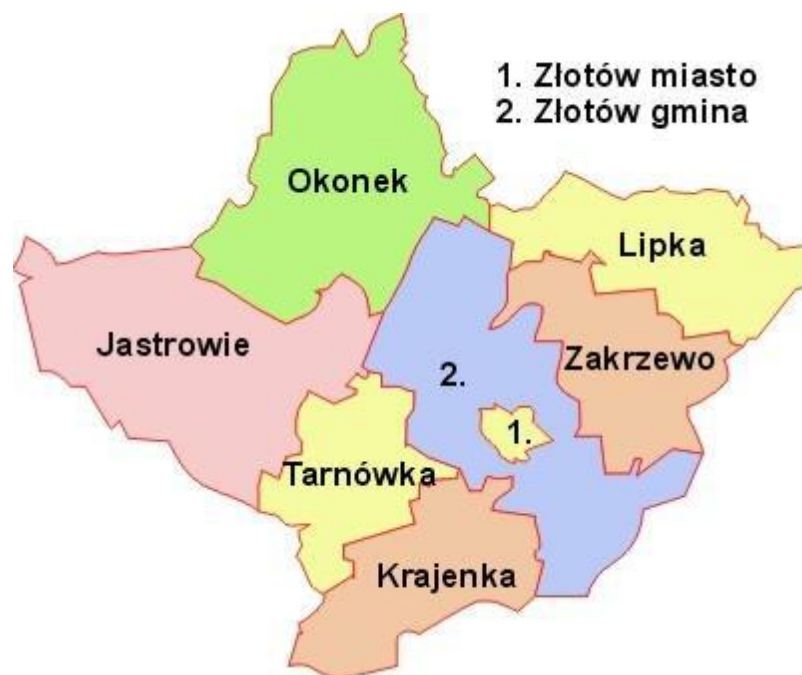 1. Złotów miasto
2. Złotów gmina
Okonek
Lipka
Jastrowie
Zakrzewo
2.
1.
Tarnówka
Krajenka